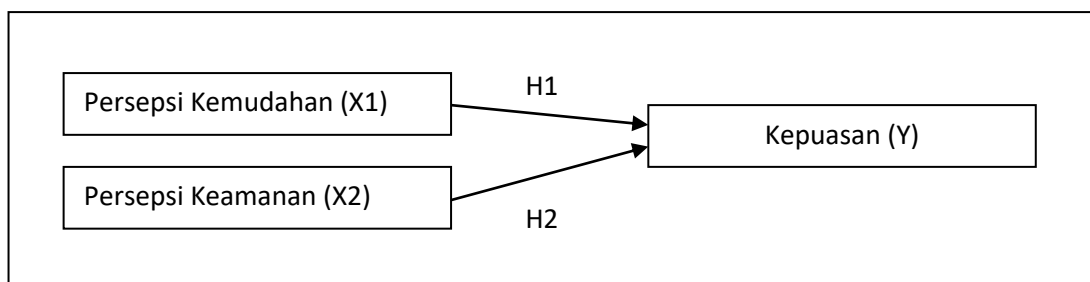 Persepsi Kemudahan (X1)
H1
Kepuasan (Y)
Persepsi Keamanan (X2)
H2